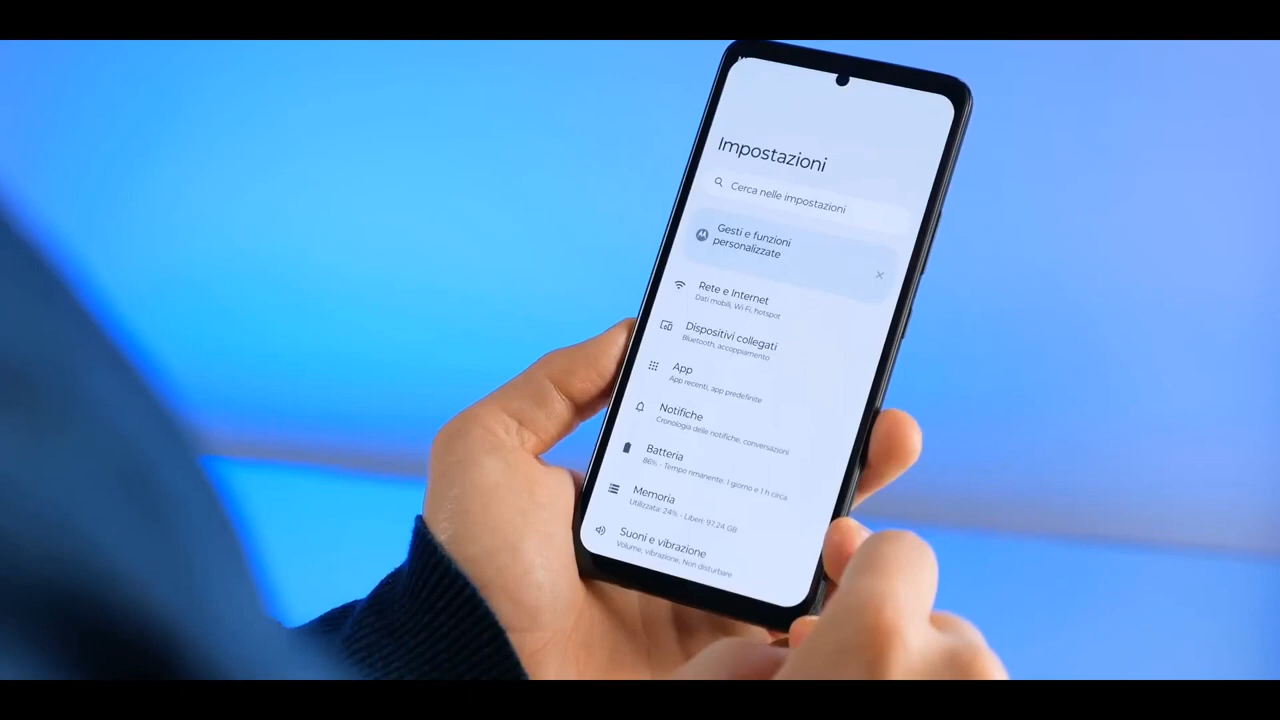 Impostazioni
Cerca nelle impostazioni
Gesti e funzioni
personalizzate
Rete e Internet
Dati mobili, Wi-Fi, hotspot
Dispositivi collegati
Bluetooth, accoppiamento
App
App recenti, app predefinite
Notifiche
Cronologia delle notifiche, conversazioni
Batteria
86% - Tempo rimanente: 1 giorno e 1 h circa
Memoria
Utilizzata: 24% - Liberi: 97,24 GB
Suoni e vibrazione
Volume, vibrazione, Non disturbare